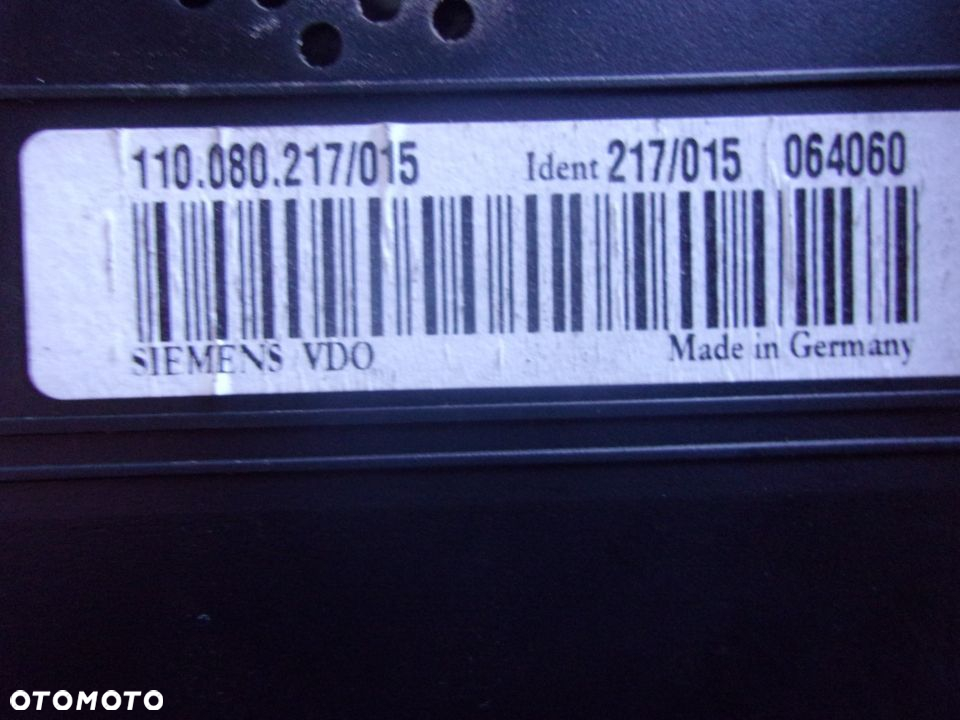 110.080.217/015 Ident 217/015 064060
SIEMENS VDO Made in Germany
OTOMOTO